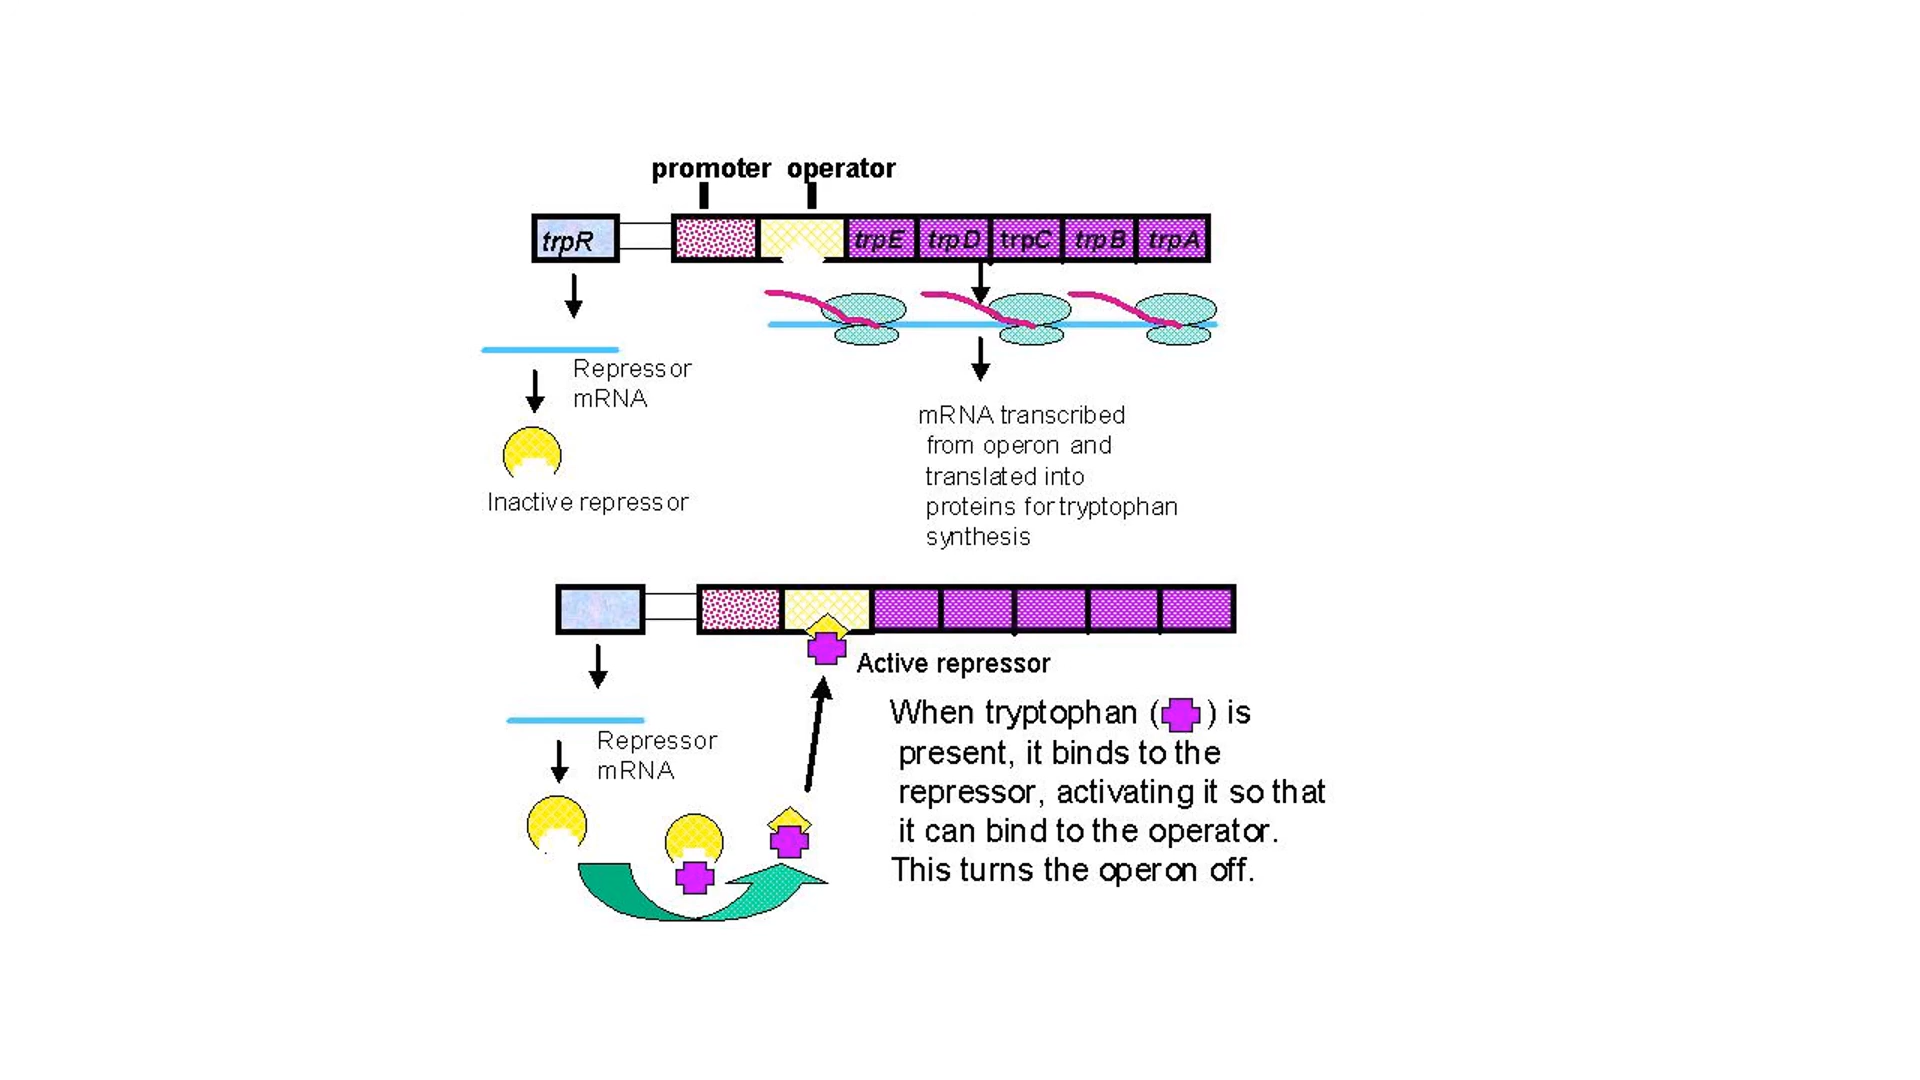 promoter operator
trpR
trpE trpD trpC trpB trpA
Repressor
mRNA
Inactive repressor
mRNA transcribed
from operon and
translated into
proteins for tryptophan
synthesis
Active repressor
Repressor
mRNA
When tryptophan ( ) is
present, it binds to the
repressor, activating it so that
it can bind to the operator.
This turns the operon off.